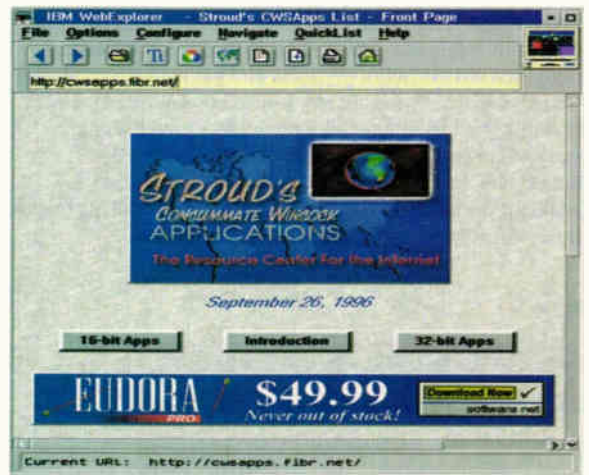 IBM WebExplorer - Stroud's CWSApps List - Front Page
File Options Configure Navigate QuickList Help
http://cwsapps.fibr.net/
STROUD'S
CONSUMMATE WINSOCK
APPLICATIONS
The Resource Center For the Internet
September 26, 1996
16-bit Apps Introduction 32-bit Apps
EUDORA PRO $49.99 Download Now
Never out of stock! software net
Current URL: http://cwsapps.fibr.net/